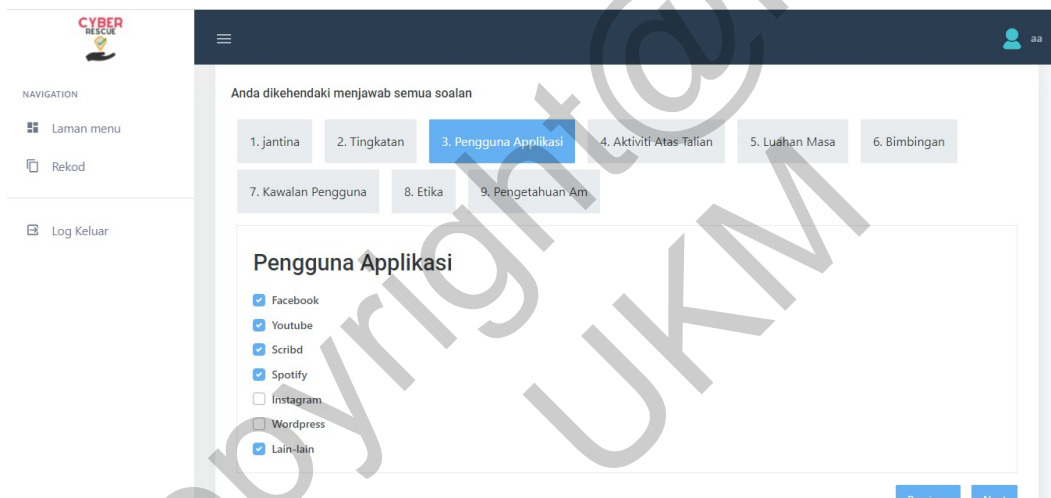 CYBER
RESCUE
aa
NAVIGATION
Laman menu
Rekod
Log Keluar
Anda dikehendaki menjawab semua soalan
1. jantina
2. Tingkatan
3. Pengguna Applikasi
4. Aktiviti Atas Talian
5. Luahan Masa
6. Bimbingan
7. Kawalan Pengguna
8. Etika
9. Pengetahuan Am
Pengguna Applikasi
Facebook
Youtube
Scribd
Spotify
Instagram
Wordpress
Lain-lain
Copyright@
UKM